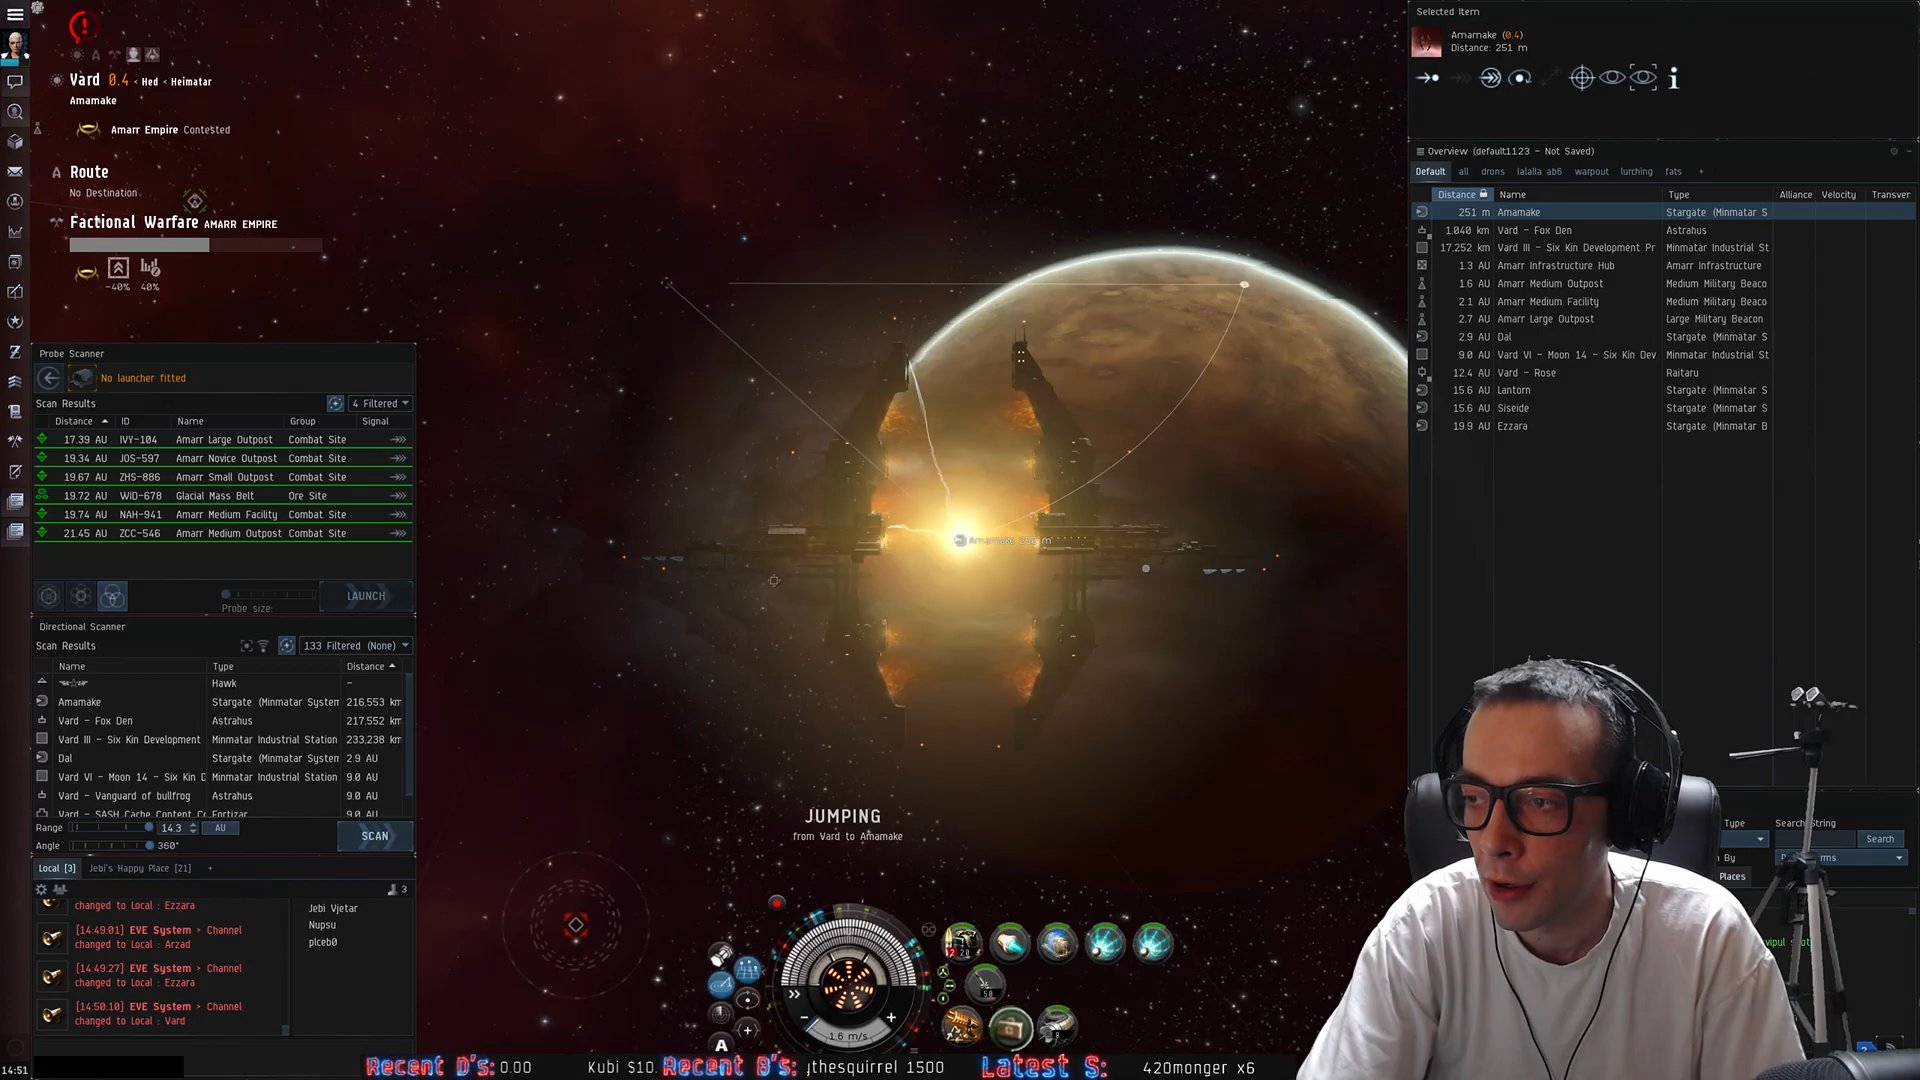 Vard 0.4 < Hed < Heimatar
Amamake
Amarr Empire Contested
Route
No Destination
Factional Warfare AMARR EMPIRE
-40% 40%
Probe Scanner
No launcher fitted
Scan Results 4 Filtered
Distance ID Name Group Signal
17.39 AU IVY-104 Amarr Large Outpost Combat Site
19.34 AU JOS-597 Amarr Novice Outpost Combat Site
19.67 AU ZHS-886 Amarr Small Outpost Combat Site
19.72 AU WID-678 Glacial Mass Belt Ore Site
19.74 AU NAH-941 Amarr Medium Facility Combat Site
21.45 AU ZCC-546 Amarr Medium Outpost Combat Site
Probe size:
LAUNCH
Directional Scanner
Scan Results 133 Filtered (None)
Name Type Distance
Hawk -
Amamake Stargate (Minmatar System 216,553 km
Vard - Fox Den Astrahus 217,552 km
Vard III - Six Kin Development Minmatar Industrial Station 233,238 km
Dal Stargate (Minmatar System 2.9 AU
Vard VI - Moon 14 - Six Kin D Minmatar Industrial Station 9.0 AU
Vard - Vanguard of bullfrog Astrahus 9.0 AU
Vard - SASH Cache Content Co Fortizar 9.0 AU
Range 14.3 AU
Angle 360°
SCAN
Local [3] Jebi's Happy Place [21] +
3
changed to Local : Ezzara
[14:49:01] EVE System > Channel
changed to Local : Arzad
[14:49:27] EVE System > Channel
changed to Local : Ezzara
[14:50:10] EVE System > Channel
changed to Local : Vard
Jebi Vjetar
Nupsu
plceb0
14:51
JUMPING
from Vard to Amamake
1.6 m/s
A
50
8
Recent D's: 0.00 Kubi $10. Recent B's: ythesquirrel 1500 Latest S: 420monger x6
Selected Item
Amamake (0.4)
Distance: 251 m
Overview (default1123 - Not Saved)
Default all drons lalalla ab6 warpout lurching fats +
Distance Name Type Alliance Velocity Transver
251 m Amamake Stargate (Minmatar S
1,040 km Vard - Fox Den Astrahus
17,252 km Vard III - Six Kin Development Pr Minmatar Industrial St
1.3 AU Amarr Infrastructure Hub Amarr Infrastructure
1.6 AU Amarr Medium Outpost Medium Military Beaco
2.1 AU Amarr Medium Facility Medium Military Beaco
2.7 AU Amarr Large Outpost Large Military Beacon
2.9 AU Dal Stargate (Minmatar S
9.0 AU Vard VI - Moon 14 - Six Kin Dev Minmatar Industrial St
12.4 AU Vard - Rose Raitaru
15.6 AU Lantorn Stargate (Minmatar S
15.6 AU Siseide Stargate (Minmatar S
19.9 AU Ezzara Stargate (Minmatar B
Type Search String
Search
By
Places